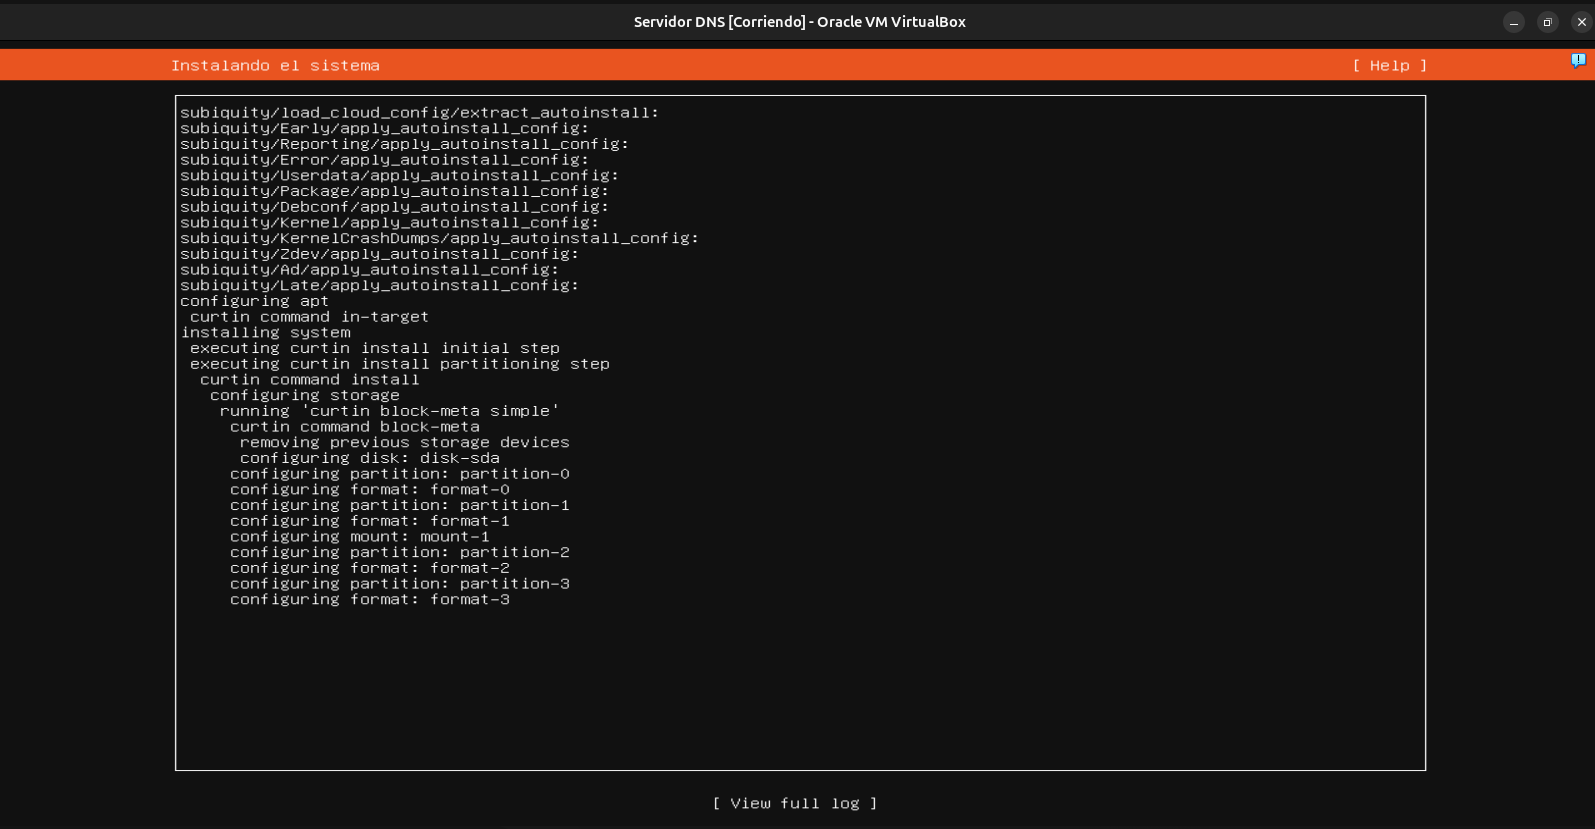 Servidor DNS [Corriendo] - Oracle VM VirtualBox
Instalando el sistema
[ Help ]
subiquity/load_cloud_config/extract_autoinstall:
subiquity/Early/apply_autoinstall_config:
subiquity/Reporting/apply_autoinstall_config:
subiquity/Error/apply_autoinstall_config:
subiquity/Userdata/apply_autoinstall_config:
subiquity/Package/apply_autoinstall_config:
subiquity/Debconf/apply_autoinstall_config:
subiquity/Kernel/apply_autoinstall_config:
subiquity/KernelCrashDumps/apply_autoinstall_config:
subiquity/Zdev/apply_autoinstall_config:
subiquity/Ad/apply_autoinstall_config:
subiquity/Late/apply_autoinstall_config:
configuring apt
curtin command in-target
installing system
executing curtin install initial step
executing curtin install partitioning step
curtin command install
configuring storage
running 'curtin block-meta simple'
curtin command block-meta
removing previous storage devices
configuring disk: disk-sda
configuring partition: partition-0
configuring format: format-0
configuring partition: partition-1
configuring format: format-1
configuring mount: mount-1
configuring partition: partition-2
configuring format: format-2
configuring partition: partition-3
configuring format: format-3
[ View full log ]